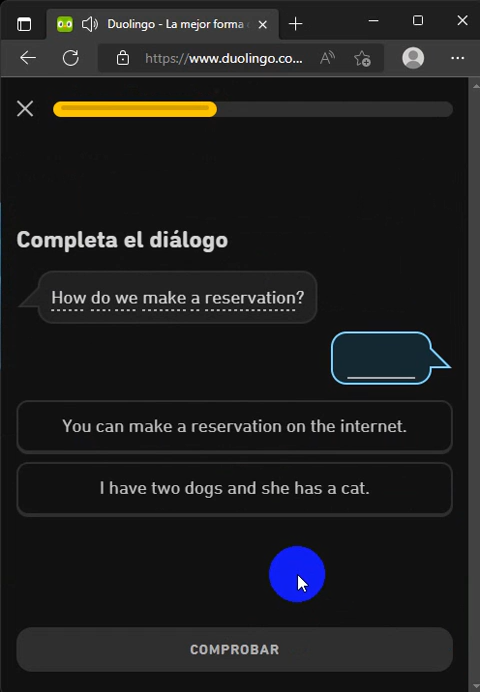 Duolingo - La mejor forma
https://www.duolingo.co...
Completa el diálogo
How do we make a reservation?
You can make a reservation on the internet.
I have two dogs and she has a cat.
COMPROBAR